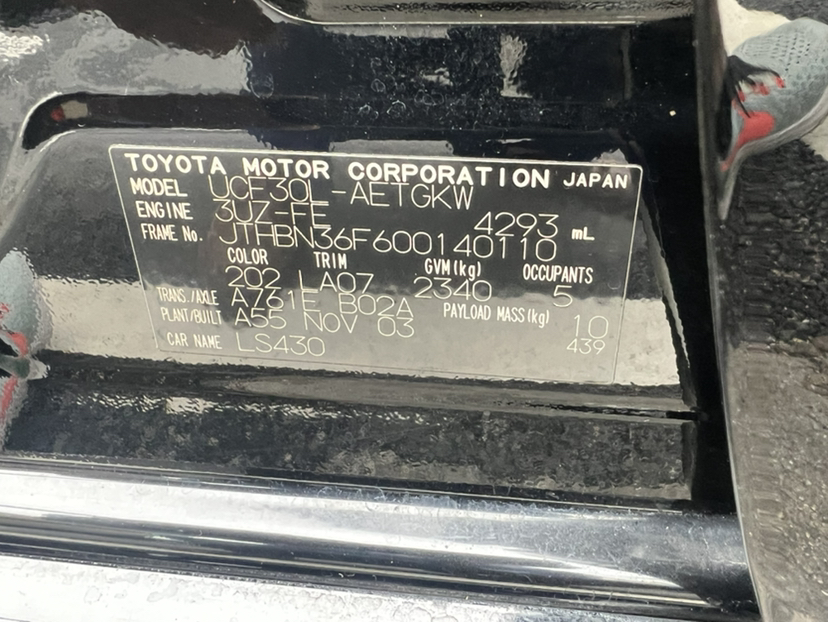 TOYOTA MOTOR CORPORATION JAPAN
MODEL UCF30L-AETGKW
ENGINE 3UZ-FE 4293 mL
FRAME No. JTHBN36F600140110
COLOR TRIM GVM(kg) OCCUPANTS
202 LA07 2340 5
TRANS./AXLE A761E B02A PAYLOAD MASS(kg) 10
PLANT/BUILT A55 NOV 03
CAR NAME LS430 439